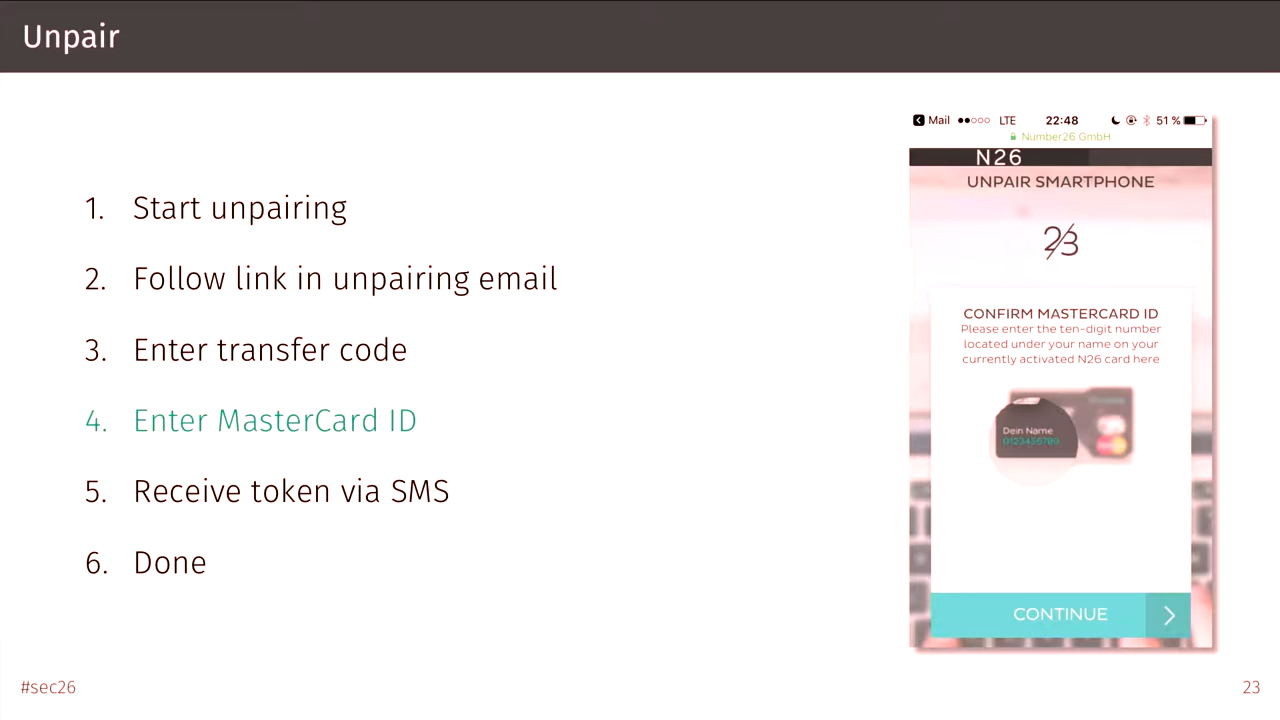 Unpair
1. Start unpairing
2. Follow link in unpairing email
3. Enter transfer code
4. Enter MasterCard ID
5. Receive token via SMS
6. Done
Mail LTE 22:48 51 %
Number26 GmbH
N26
UNPAIR SMARTPHONE
2/3
CONFIRM MASTERCARD ID
Please enter the ten-digit number
located under your name on your
currently activated N26 card here
Dein Name
0123456789
CONTINUE
#sec26
23